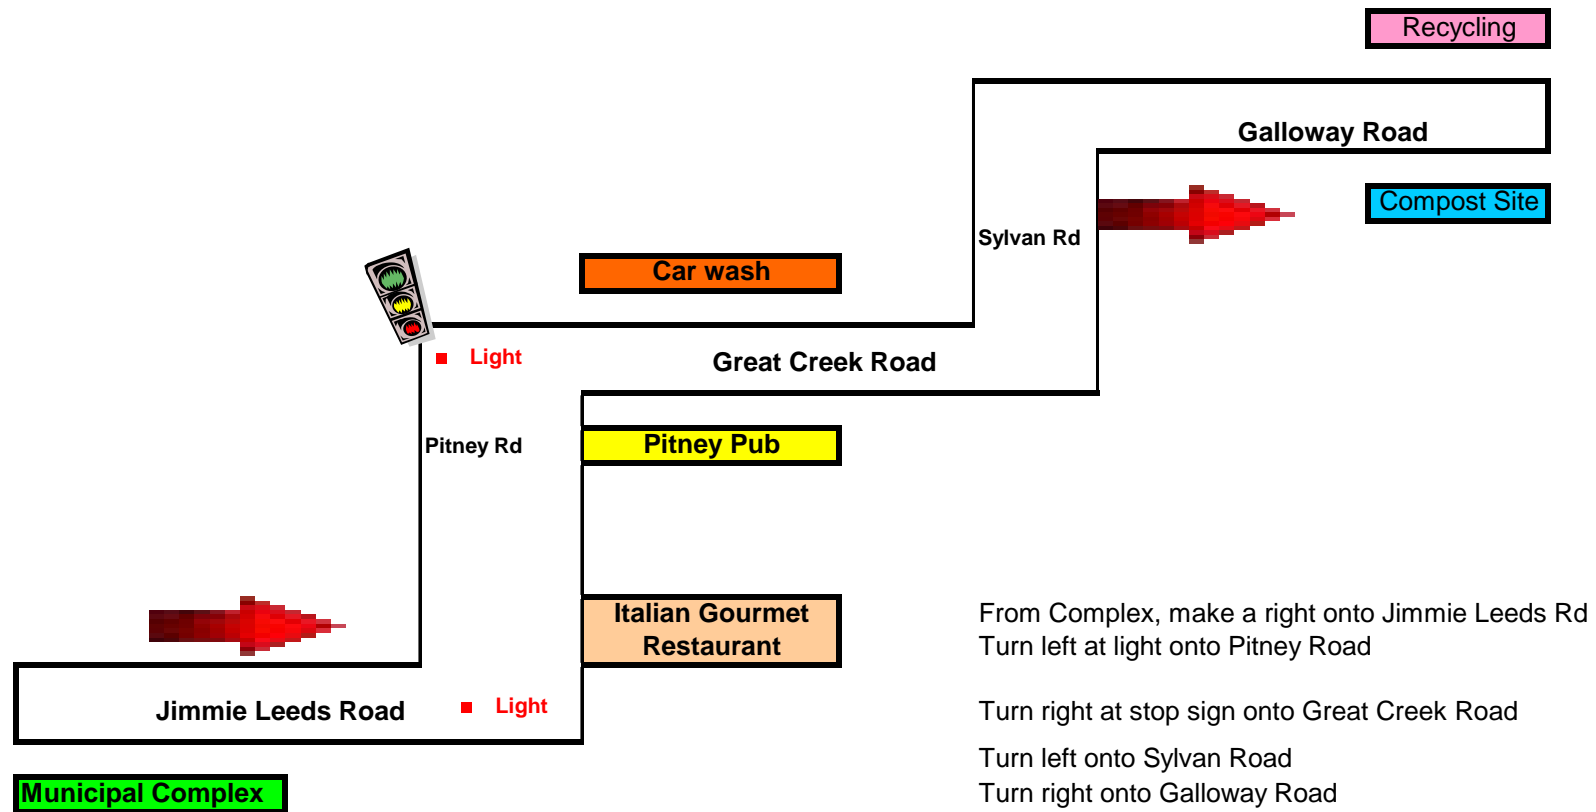 Recycling
Galloway Road
Compost Site
Sylvan Rd
Car wash
Light
Great Creek Road
Pitney Rd
Pitney Pub
Italian Gourmet
Restaurant
From Complex, make a right onto Jimmie Leeds Rd
Turn left at light onto Pitney Road
Jimmie Leeds Road
Light
Turn right at stop sign onto Great Creek Road
Turn left onto Sylvan Road
Municipal Complex
Turn right onto Galloway Road